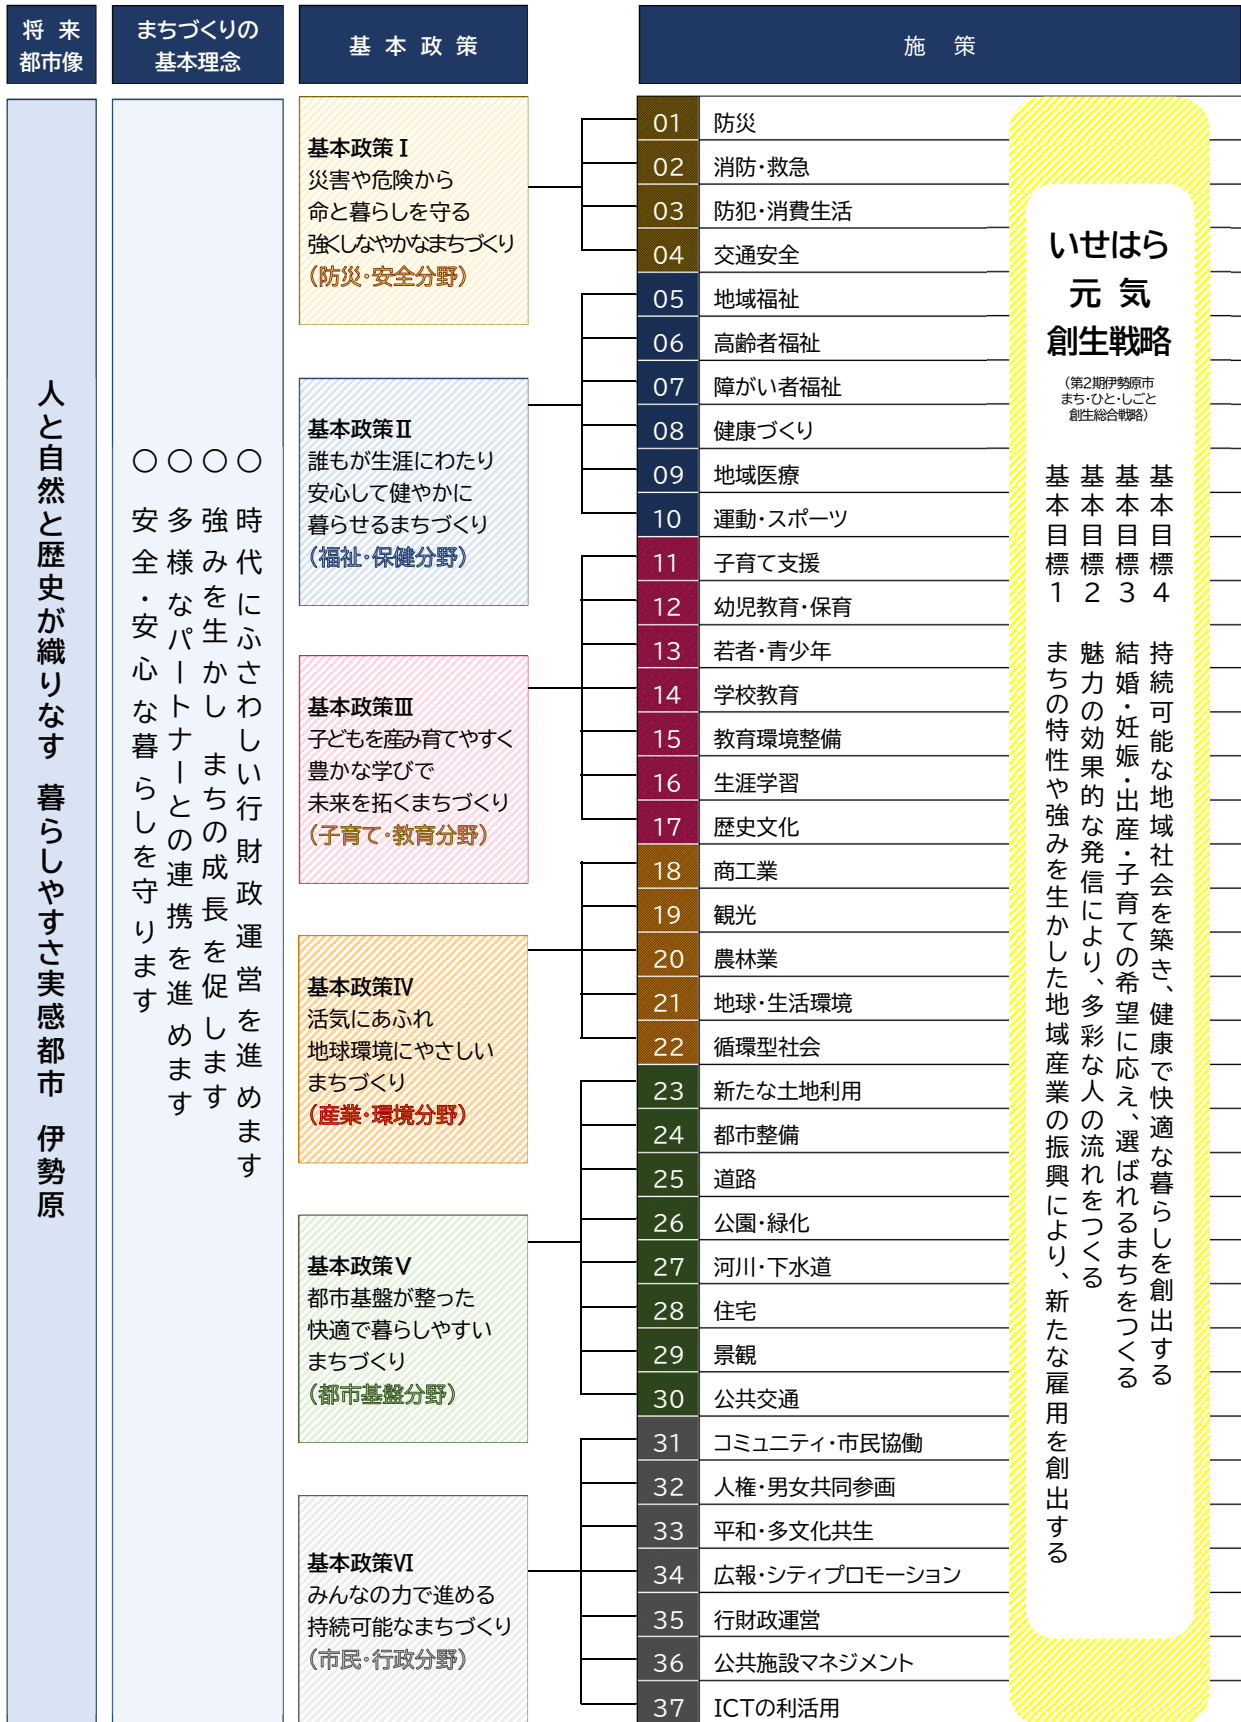 将来
都市像
まちづくりの
基本理念
基本政策
施策
人と自然と歴史が織りなす 暮らしやすさ実感都市 伊勢原
○ 時代にふさわしい行財政運営を進めます
○ 強みを生かし まちの成長を促します
○ 多様なパートナーとの連携を進めます
○ 安全・安心な暮らしを守ります
基本政策Ⅰ
災害や危険から
命と暮らしを守る
強くしなやかなまちづくり
(防災・安全分野)
基本政策Ⅱ
誰もが生涯にわたり
安心して健やかに
暮らせるまちづくり
(福祉・保健分野)
基本政策Ⅲ
子どもを産み育てやすく
豊かな学びで
未来を拓くまちづくり
(子育て・教育分野)
基本政策Ⅳ
活気にあふれ
地球環境にやさしい
まちづくり
(産業・環境分野)
基本政策Ⅴ
都市基盤が整った
快適で暮らしやすい
まちづくり
(都市基盤分野)
基本政策Ⅵ
みんなの力で進める
持続可能なまちづくり
(市民・行政分野)
01 防災
02 消防・救急
03 防犯・消費生活
04 交通安全
05 地域福祉
06 高齢者福祉
07 障がい者福祉
08 健康づくり
09 地域医療
10 運動・スポーツ
11 子育て支援
12 幼児教育・保育
13 若者・青少年
14 学校教育
15 教育環境整備
16 生涯学習
17 歴史文化
18 商工業
19 観光
20 農林業
21 地球・生活環境
22 循環型社会
23 新たな土地利用
24 都市整備
25 道路
26 公園・緑化
27 河川・下水道
28 住宅
29 景観
30 公共交通
31 コミュニティ・市民協働
32 人権・男女共同参画
33 平和・多文化共生
34 広報・シティプロモーション
35 行財政運営
36 公共施設マネジメント
37 ICTの利活用
いせはら
元気
創生戦略
(第2期伊勢原市
まち・ひと・しごと
創生総合戦略)
基本目標4 持続可能な地域社会を築き、健康で快適な暮らしを創出する
基本目標3 結婚・妊娠・出産・子育ての希望に応え、選ばれるまちをつくる
基本目標2 魅力の効果的な発信により、多彩な人の流れをつくる
基本目標1 まちの特性や強みを生かした地域産業の振興により、新たな雇用を創出する